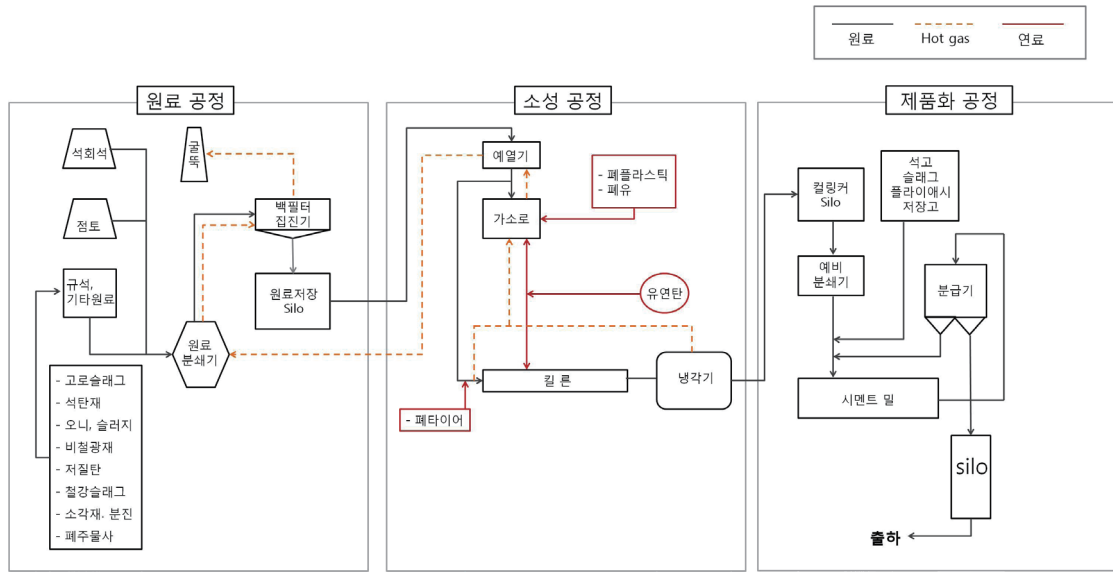 원료
Hot gas
연료
원료 공정
석회석
굴
뚝
점토
백필터
집진기
규석,
기타원료
원료저장
Silo
원료
분쇄기
- 고로슬래그
- 석탄재
- 오니, 슬러지
- 비철광재
- 저질탄
- 철강슬래그
- 소각재. 분진
- 폐주물사
소성 공정
예열기
- 폐플라스틱
- 폐유
가소로
유연탄
킬 른
냉각기
- 폐타이어
제품화 공정
컬링커
Silo
석고
슬래그
플라이애시
저장고
예비
분쇄기
분급기
시멘트 밀
silo
출하